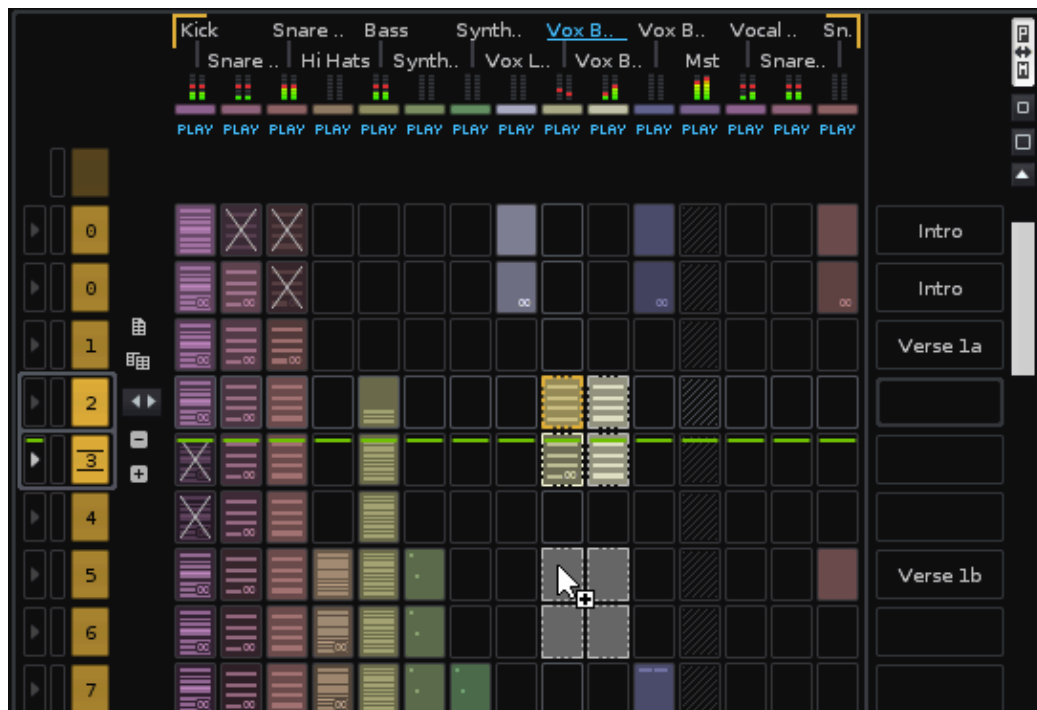 Kick Snare .. Bass Synth.. Vox B.. Vox B.. Vocal .. Sn.
Snare .. Hi Hats Synth.. Vox L.. Vox B.. Mst Snare..
PLAY PLAY PLAY PLAY PLAY PLAY PLAY PLAY PLAY PLAY PLAY PLAY PLAY PLAY PLAY
0 Intro
0 Intro
1 Verse 1a
2
3
4
5 Verse 1b
6
7
P
M